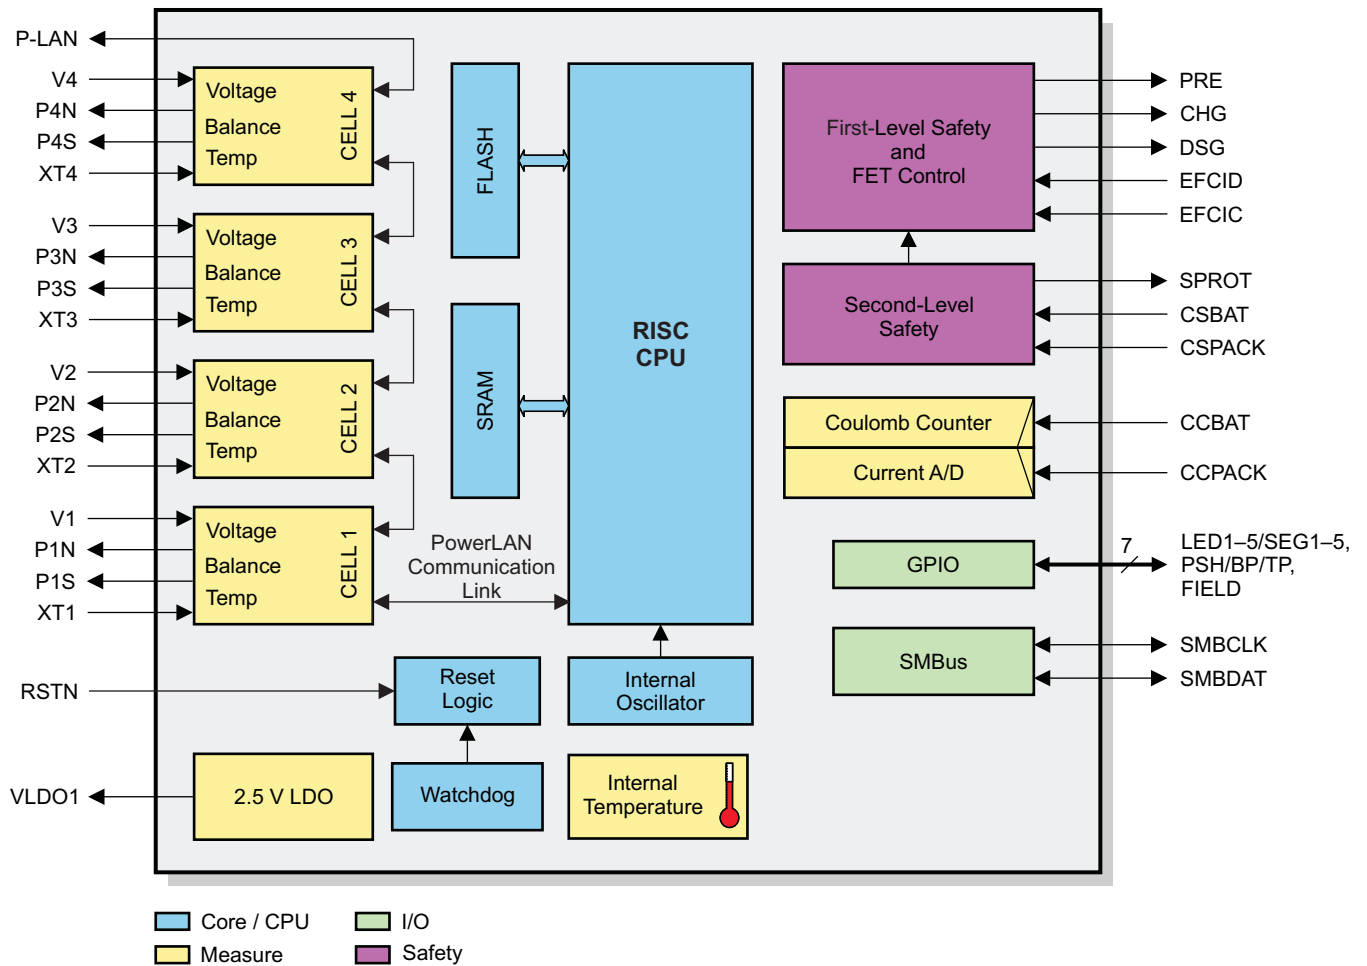 P-LAN
V4
P4N
P4S
XT4
V3
P3N
P3S
XT3
V2
P2N
P2S
XT2
V1
P1N
P1S
XT1
RSTN
VLDO1
Voltage
Balance
Temp
CELL 4
Voltage
Balance
Temp
CELL 3
Voltage
Balance
Temp
CELL 2
Voltage
Balance
Temp
CELL 1
2.5 V LDO
FLASH
SRAM
PowerLAN
Communication
Link
Reset
Logic
Watchdog
RISC
CPU
Internal
Oscillator
Internal
Temperature
First-Level Safety
and
FET Control
Second-Level
Safety
Coulomb Counter
Current A/D
GPIO
SMBus
PRE
CHG
DSG
EFCID
EFCIC
SPROT
CSBAT
CSPACK
CCBAT
CCPACK
7
LED1–5/SEG1–5,
PSH/BP/TP,
FIELD
SMBCLK
SMBDAT
Core / CPU
Measure
I/O
Safety